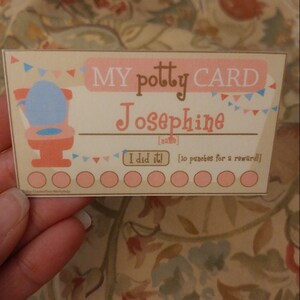 MY potty CARD
Josephine
[name]
I did it! [10 punches for a reward!]